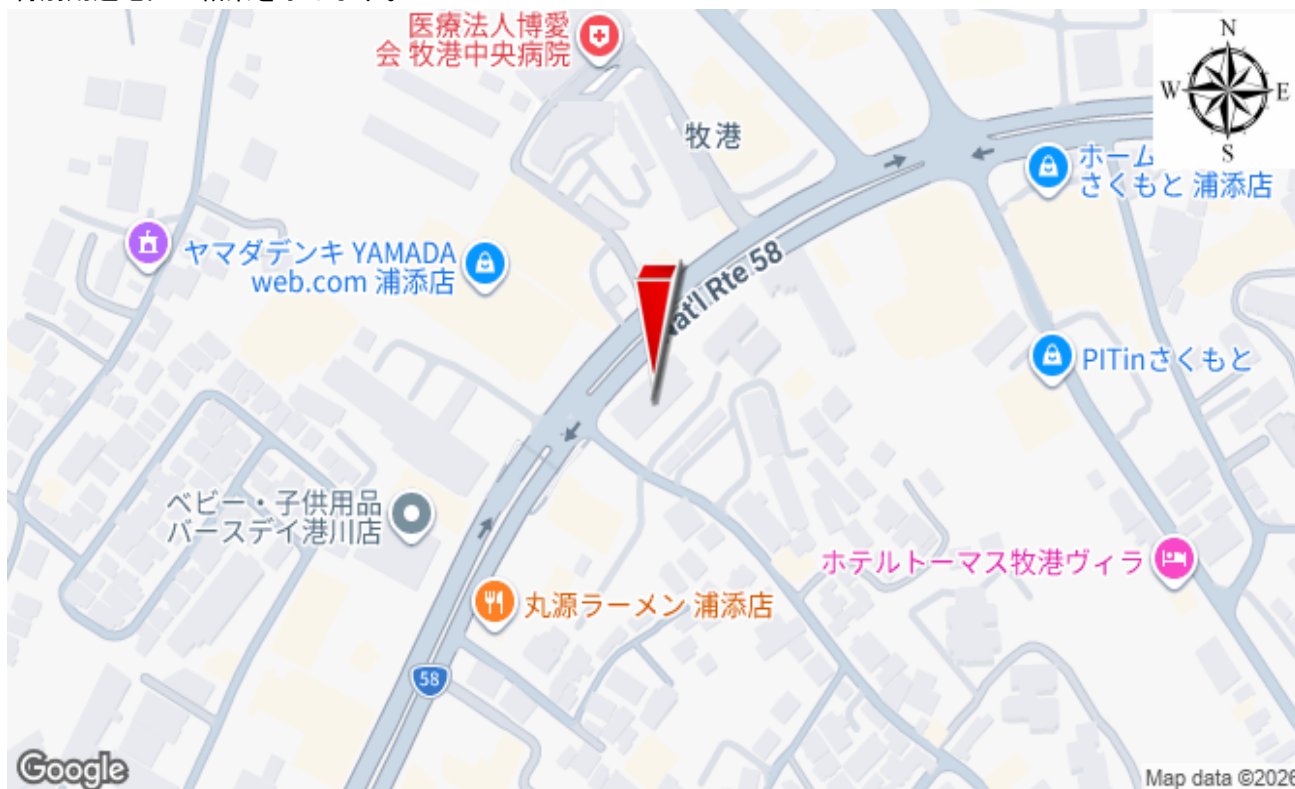 医療法人博愛
会 牧港中央病院
N
W
E
S
牧港
ホーム
さくもと 浦添店
ヤマダデンキ YAMADA
web.com 浦添店
Nat'l Rte 58
PITinさくもと
ベビー・子供用品
バースデイ港川店
ホテルトーマス牧港ヴィラ
丸源ラーメン 浦添店
58
Google
Map data ©2026